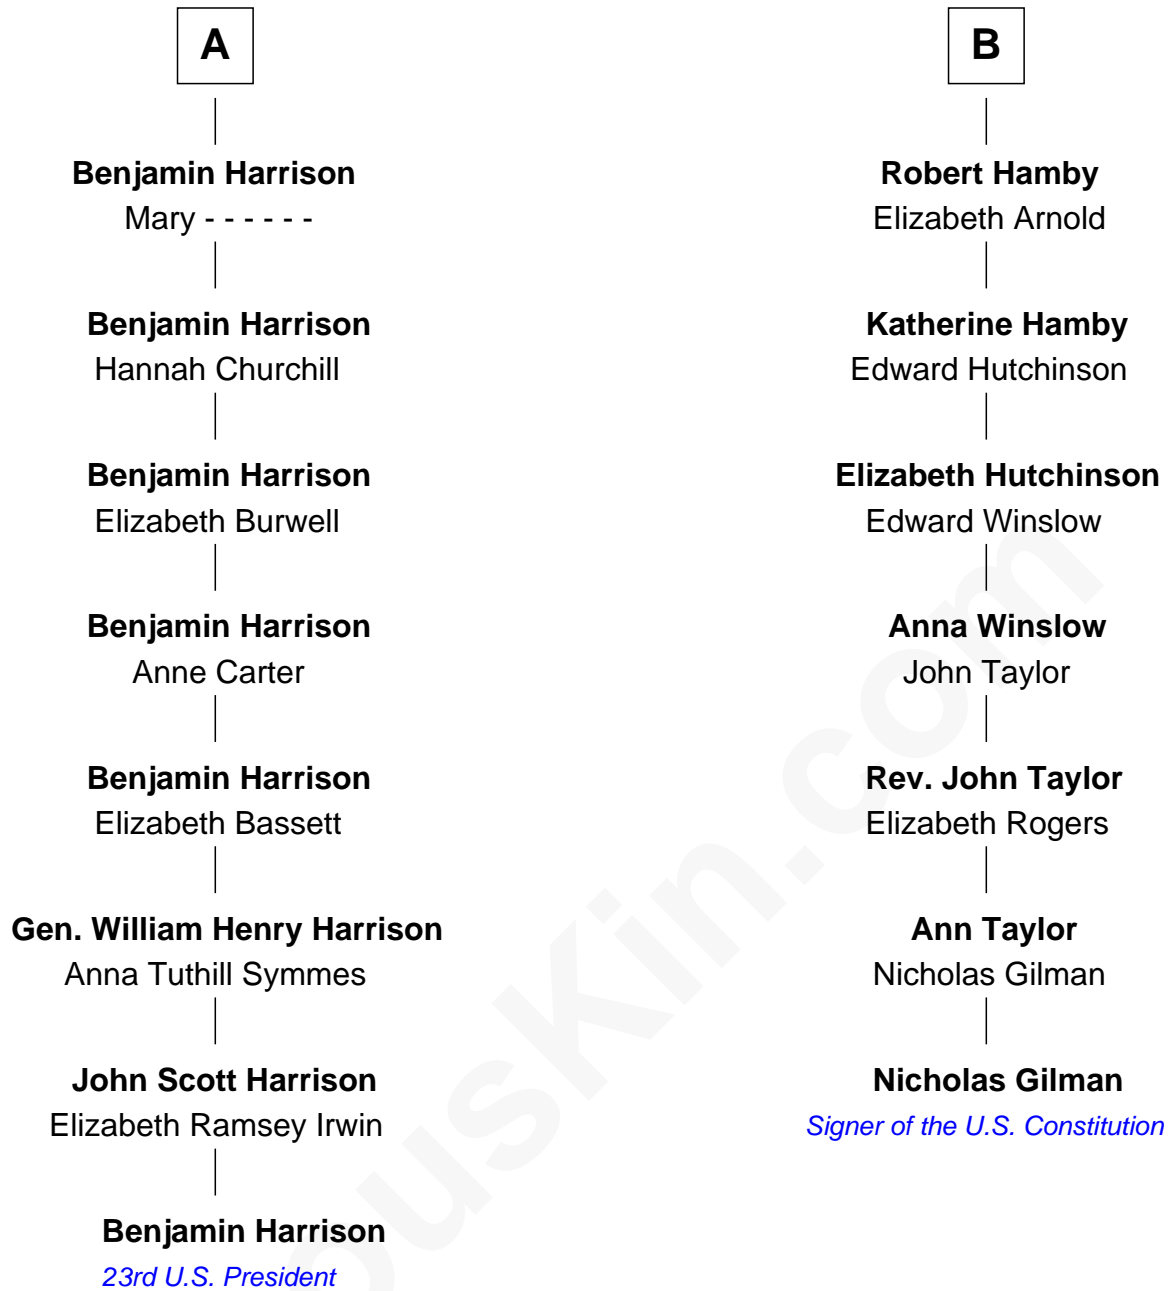 A
Benjamin Harrison
Mary - - - - - -
Benjamin Harrison
Hannah Churchill
Benjamin Harrison
Elizabeth Burwell
Benjamin Harrison
Anne Carter
Benjamin Harrison
Elizabeth Bassett
Gen. William Henry Harrison
Anna Tuthill Symmes
John Scott Harrison
Elizabeth Ramsey Irwin
Benjamin Harrison
23rd U.S. President
B
Robert Hamby
Elizabeth Arnold
Katherine Hamby
Edward Hutchinson
Elizabeth Hutchinson
Edward Winslow
Anna Winslow
John Taylor
Rev. John Taylor
Elizabeth Rogers
Ann Taylor
Nicholas Gilman
Nicholas Gilman
Signer of the U.S. Constitution
ousKin.com